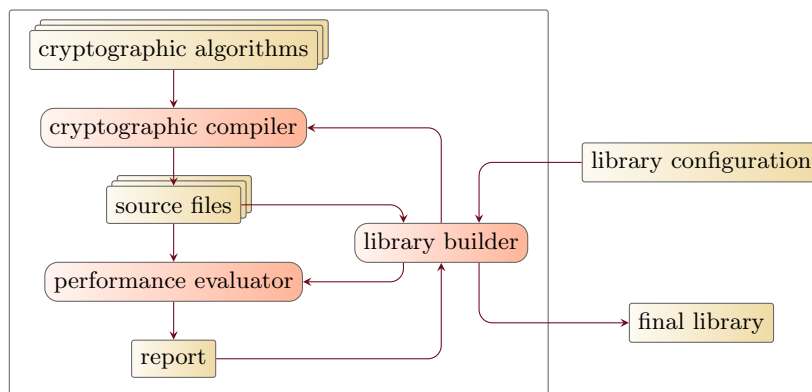 cryptographic algorithms
cryptographic compiler
library configuration
source files
library builder
performance evaluator
final library
report